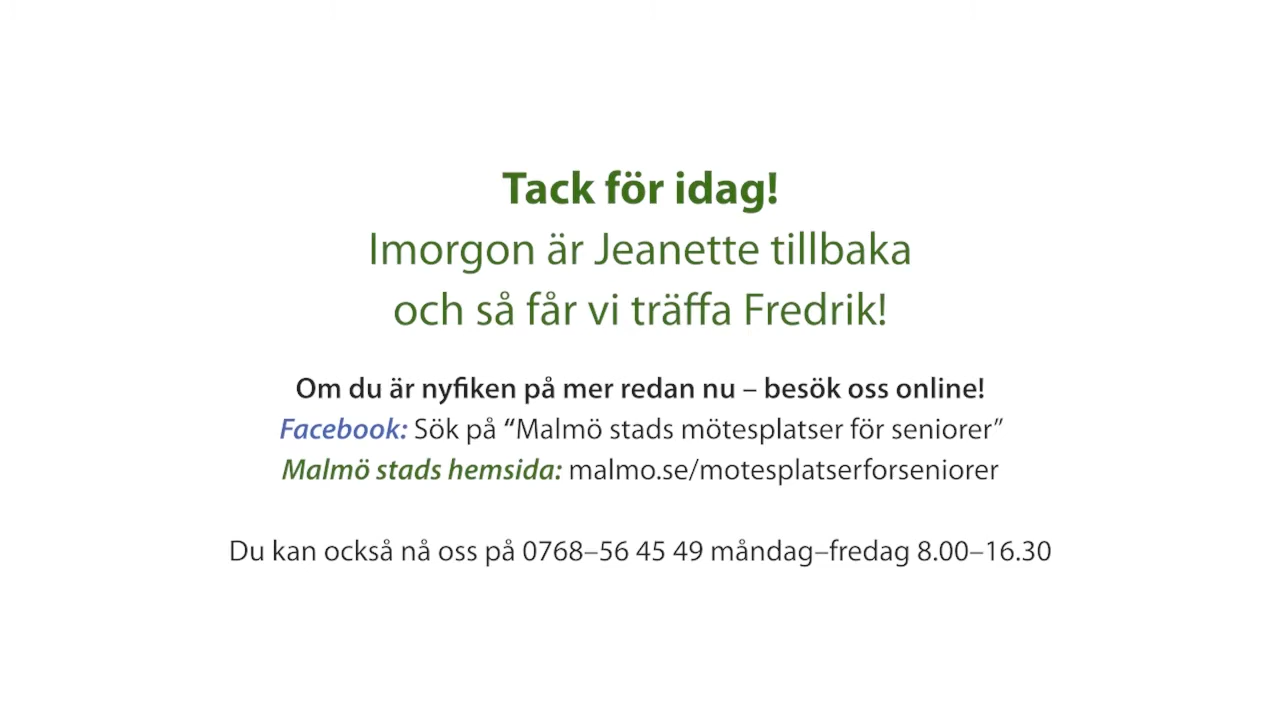 Tack för idag!
Imorgon är Jeanette tillbaka
och så får vi träffa Fredrik!
Om du är nyfiken på mer redan nu – besök oss online!
Facebook: Sök på “Malmö stads mötesplatser för seniorer”
Malmö stads hemsida: malmo.se/motesplatserforseniorer
Du kan också nå oss på 0768–56 45 49 måndag–fredag 8.00–16.30